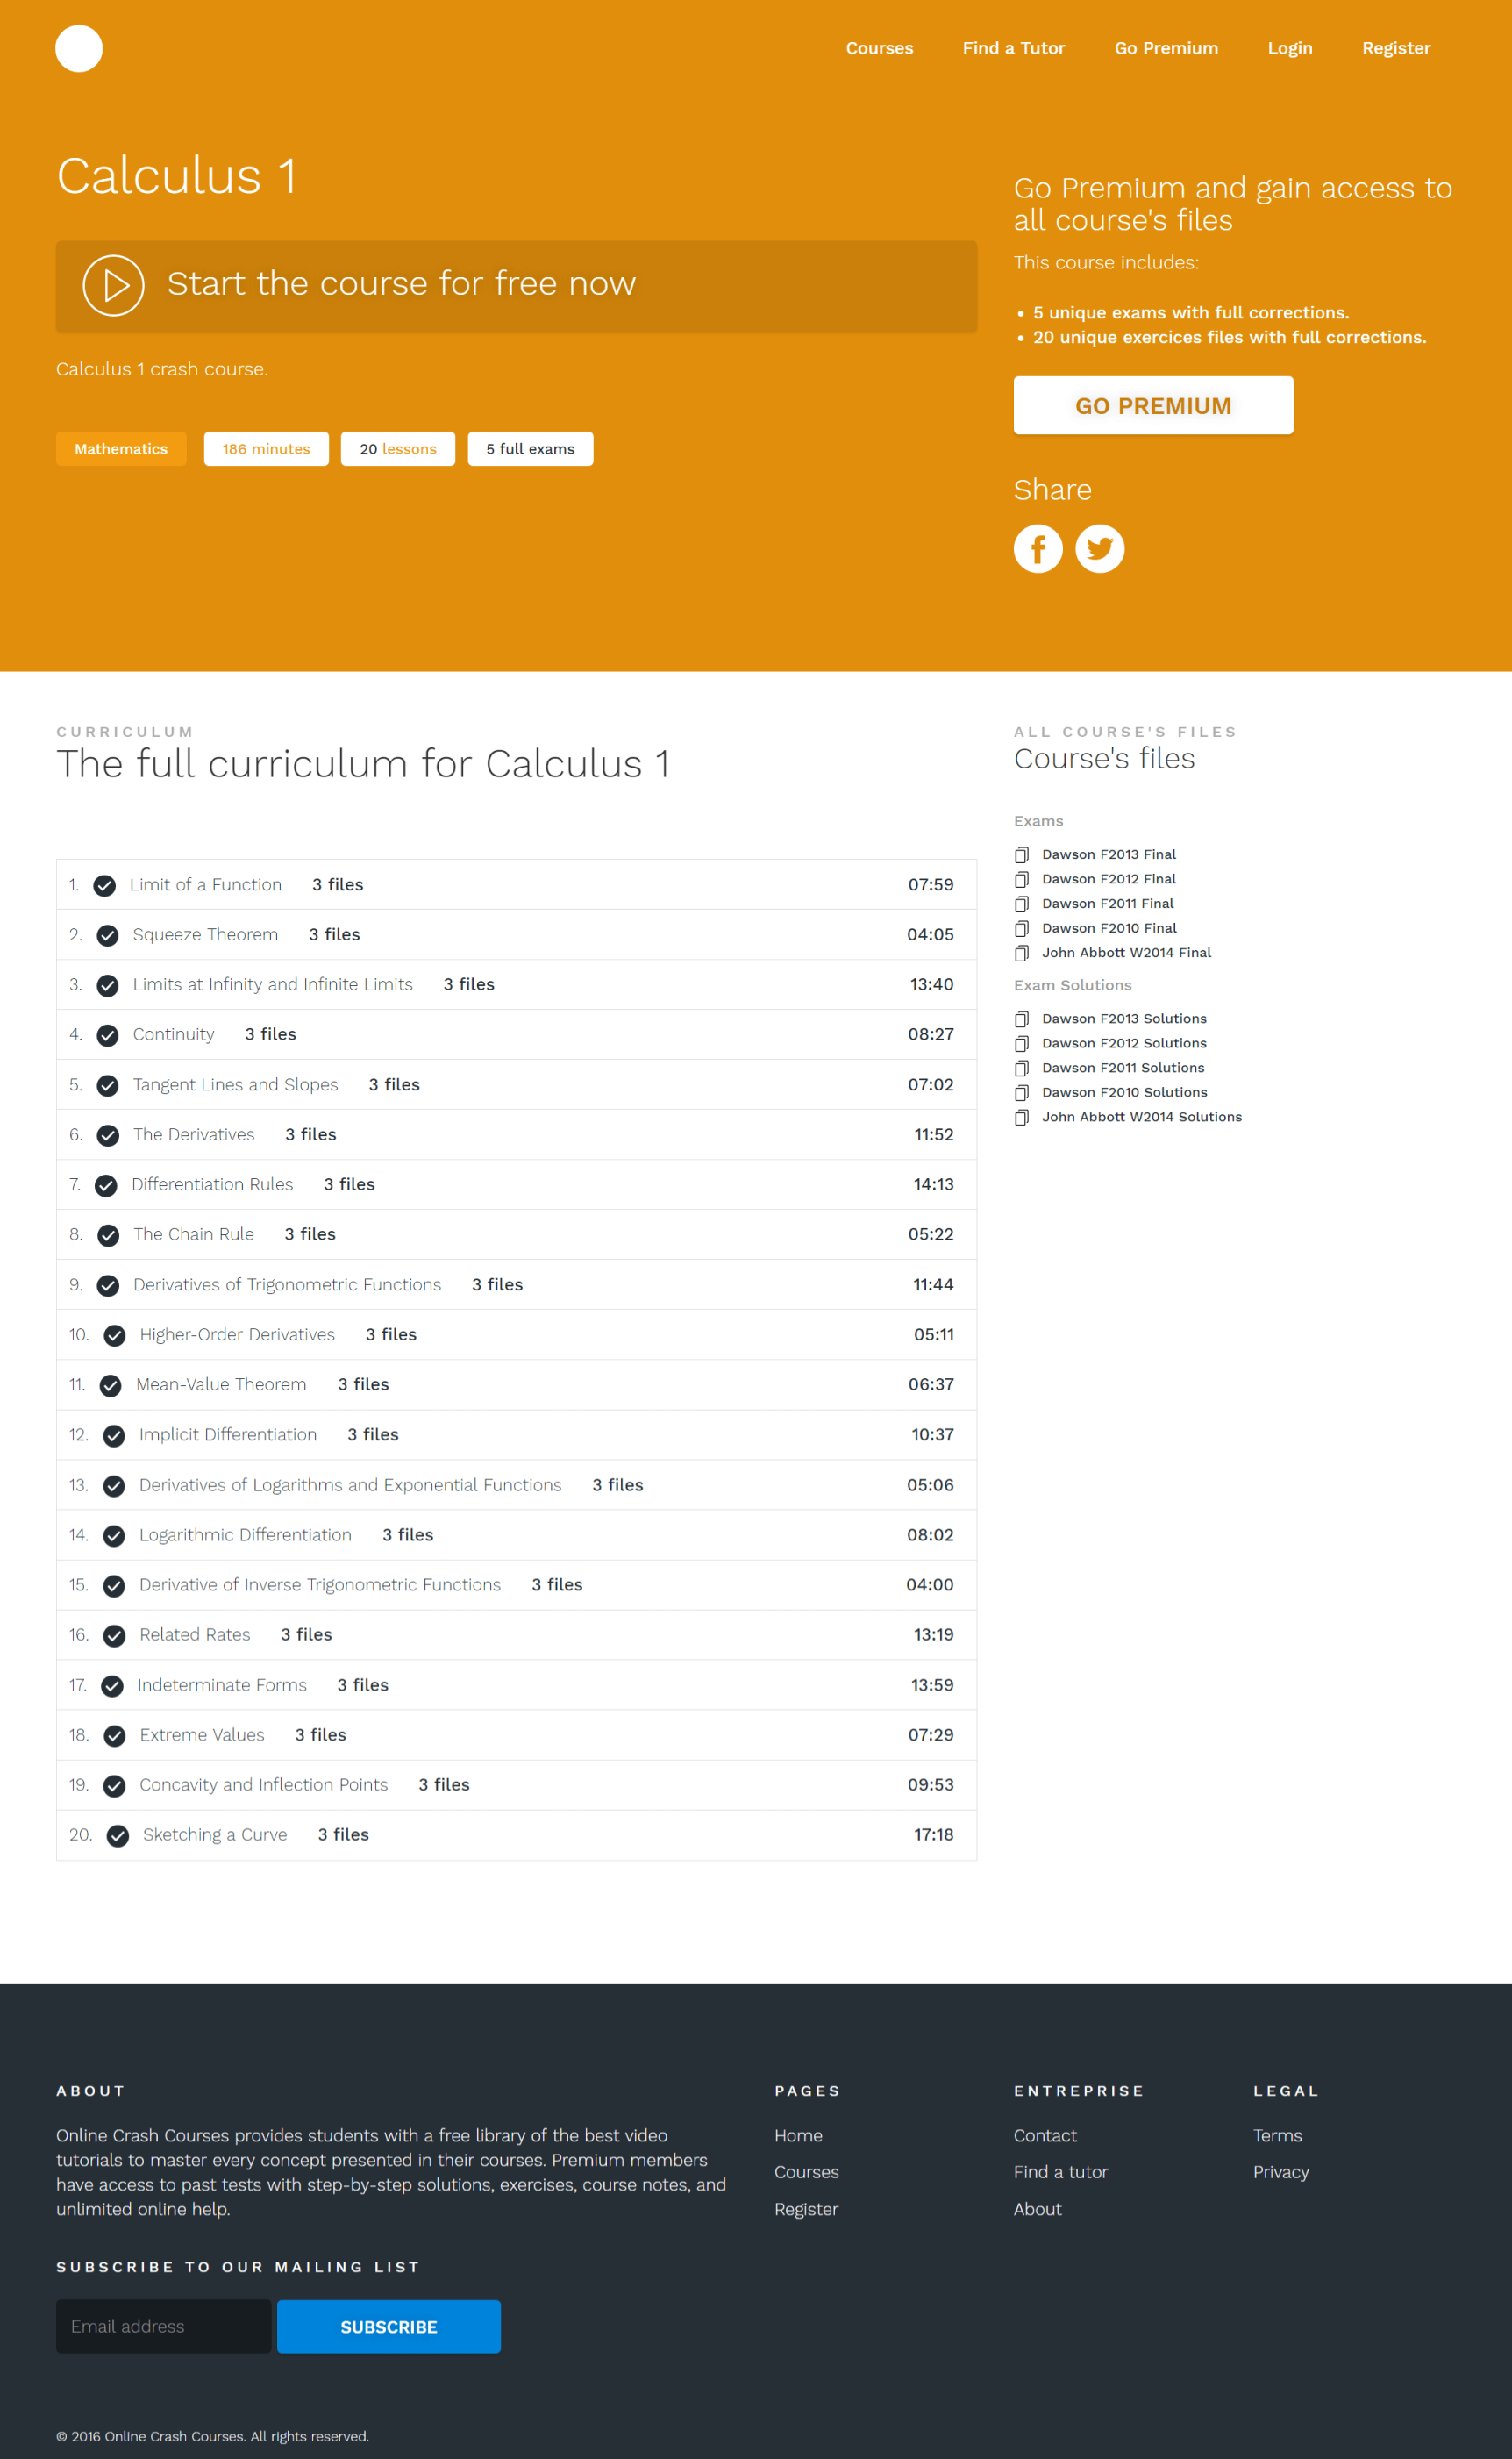 Courses Find a Tutor Go Premium Login Register
Calculus 1
Start the course for free now
Calculus 1 crash course.
Mathematics 186 minutes 20 lessons 5 full exams
Go Premium and gain access to
all course's files
This course includes:
5 unique exams with full corrections.
20 unique exercices files with full corrections.
GO PREMIUM
Share
CURRICULUM
The full curriculum for Calculus 1
1. Limit of a Function 3 files 07:59
2. Squeeze Theorem 3 files 04:05
3. Limits at Infinity and Infinite Limits 3 files 13:40
4. Continuity 3 files 08:27
5. Tangent Lines and Slopes 3 files 07:02
6. The Derivatives 3 files 11:52
7. Differentiation Rules 3 files 14:13
8. The Chain Rule 3 files 05:22
9. Derivatives of Trigonometric Functions 3 files 11:44
10. Higher-Order Derivatives 3 files 05:11
11. Mean-Value Theorem 3 files 06:37
12. Implicit Differentiation 3 files 10:37
13. Derivatives of Logarithms and Exponential Functions 3 files 05:06
14. Logarithmic Differentiation 3 files 08:02
15. Derivative of Inverse Trigonometric Functions 3 files 04:00
16. Related Rates 3 files 13:19
17. Indeterminate Forms 3 files 13:59
18. Extreme Values 3 files 07:29
19. Concavity and Inflection Points 3 files 09:53
20. Sketching a Curve 3 files 17:18
ALL COURSE'S FILES
Course's files
Exams
Dawson F2013 Final
Dawson F2012 Final
Dawson F2011 Final
Dawson F2010 Final
John Abbott W2014 Final
Exam Solutions
Dawson F2013 Solutions
Dawson F2012 Solutions
Dawson F2011 Solutions
Dawson F2010 Solutions
John Abbott W2014 Solutions
ABOUT
Online Crash Courses provides students with a free library of the best video
tutorials to master every concept presented in their courses. Premium members
have access to past tests with step-by-step solutions, exercises, course notes, and
unlimited online help.
SUBSCRIBE TO OUR MAILING LIST
Email address SUBSCRIBE
PAGES
Home
Courses
Register
ENTREPRISE
Contact
Find a tutor
About
LEGAL
Terms
Privacy
© 2016 Online Crash Courses. All rights reserved.